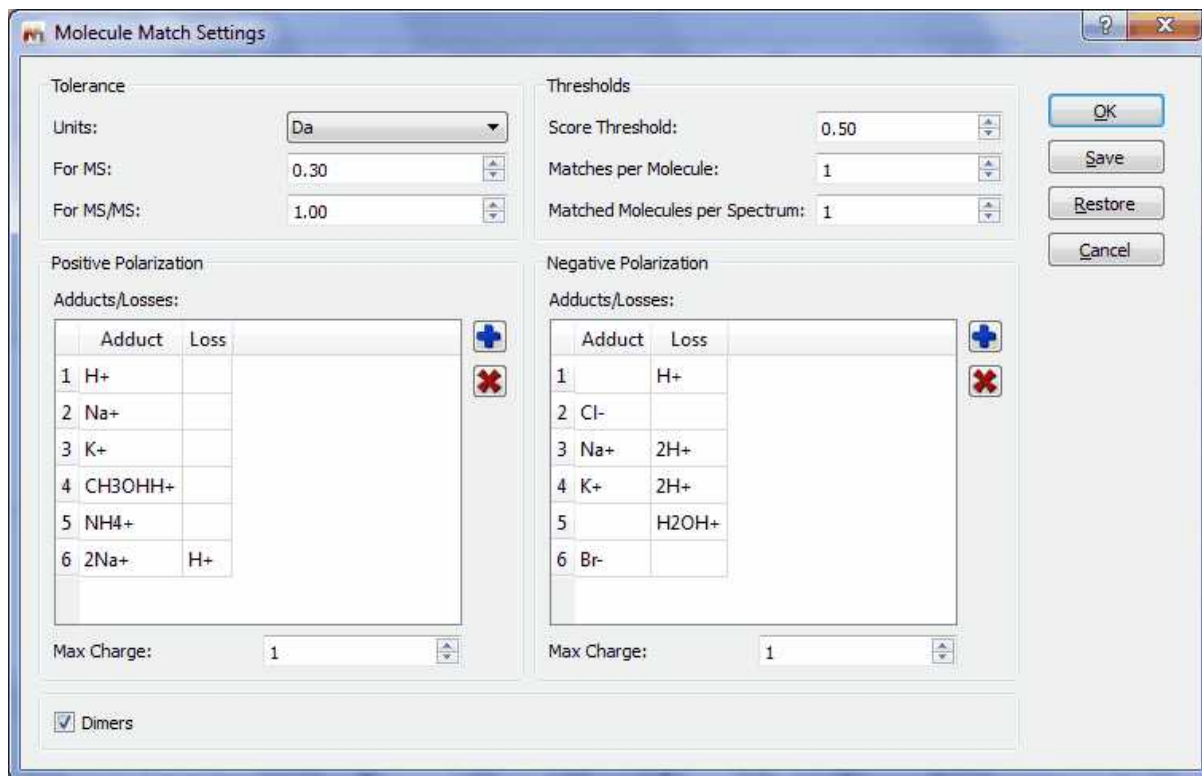 Molecule Match Settings
Tolerance
Units: Da
For MS: 0.30
For MS/MS: 1.00
Thresholds
Score Threshold: 0.50
Matches per Molecule: 1
Matched Molecules per Spectrum: 1
OK
Save
Restore
Cancel
Positive Polarization
Adducts/Losses:
Adduct Loss
1 H+
2 Na+
3 K+
4 CH3OHH+
5 NH4+
6 2Na+ H+
Max Charge: 1
Negative Polarization
Adducts/Losses:
Adduct Loss
1 H+
2 Cl-
3 Na+ 2H+
4 K+ 2H+
5 H2OH+
6 Br-
Max Charge: 1
Dimers